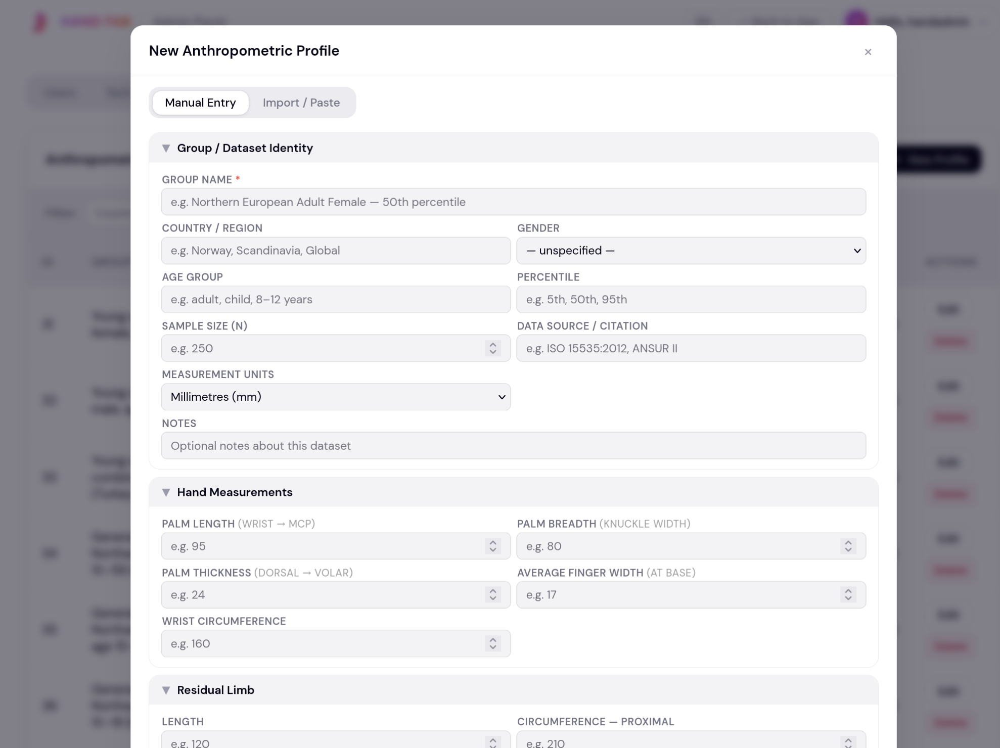 New Anthropometric Profile
×
Manual Entry
Import / Paste
▼ Group / Dataset Identity
GROUP NAME *
e.g. Northern European Adult Female — 50th percentile
COUNTRY / REGION
GENDER
e.g. Norway, Scandinavia, Global
— unspecified —
AGE GROUP
PERCENTILE
e.g. adult, child, 8–12 years
e.g. 5th, 50th, 95th
SAMPLE SIZE (N)
DATA SOURCE / CITATION
e.g. 250
e.g. ISO 15535:2012, ANSUR II
MEASUREMENT UNITS
Millimetres (mm)
NOTES
Optional notes about this dataset
▼ Hand Measurements
PALM LENGTH (WRIST → MCP)
PALM BREADTH (KNUCKLE WIDTH)
e.g. 95
e.g. 80
PALM THICKNESS (DORSAL → VOLAR)
AVERAGE FINGER WIDTH (AT BASE)
e.g. 24
e.g. 17
WRIST CIRCUMFERENCE
e.g. 160
▼ Residual Limb
LENGTH
CIRCUMFERENCE — PROXIMAL
e.g. 120
e.g. 210